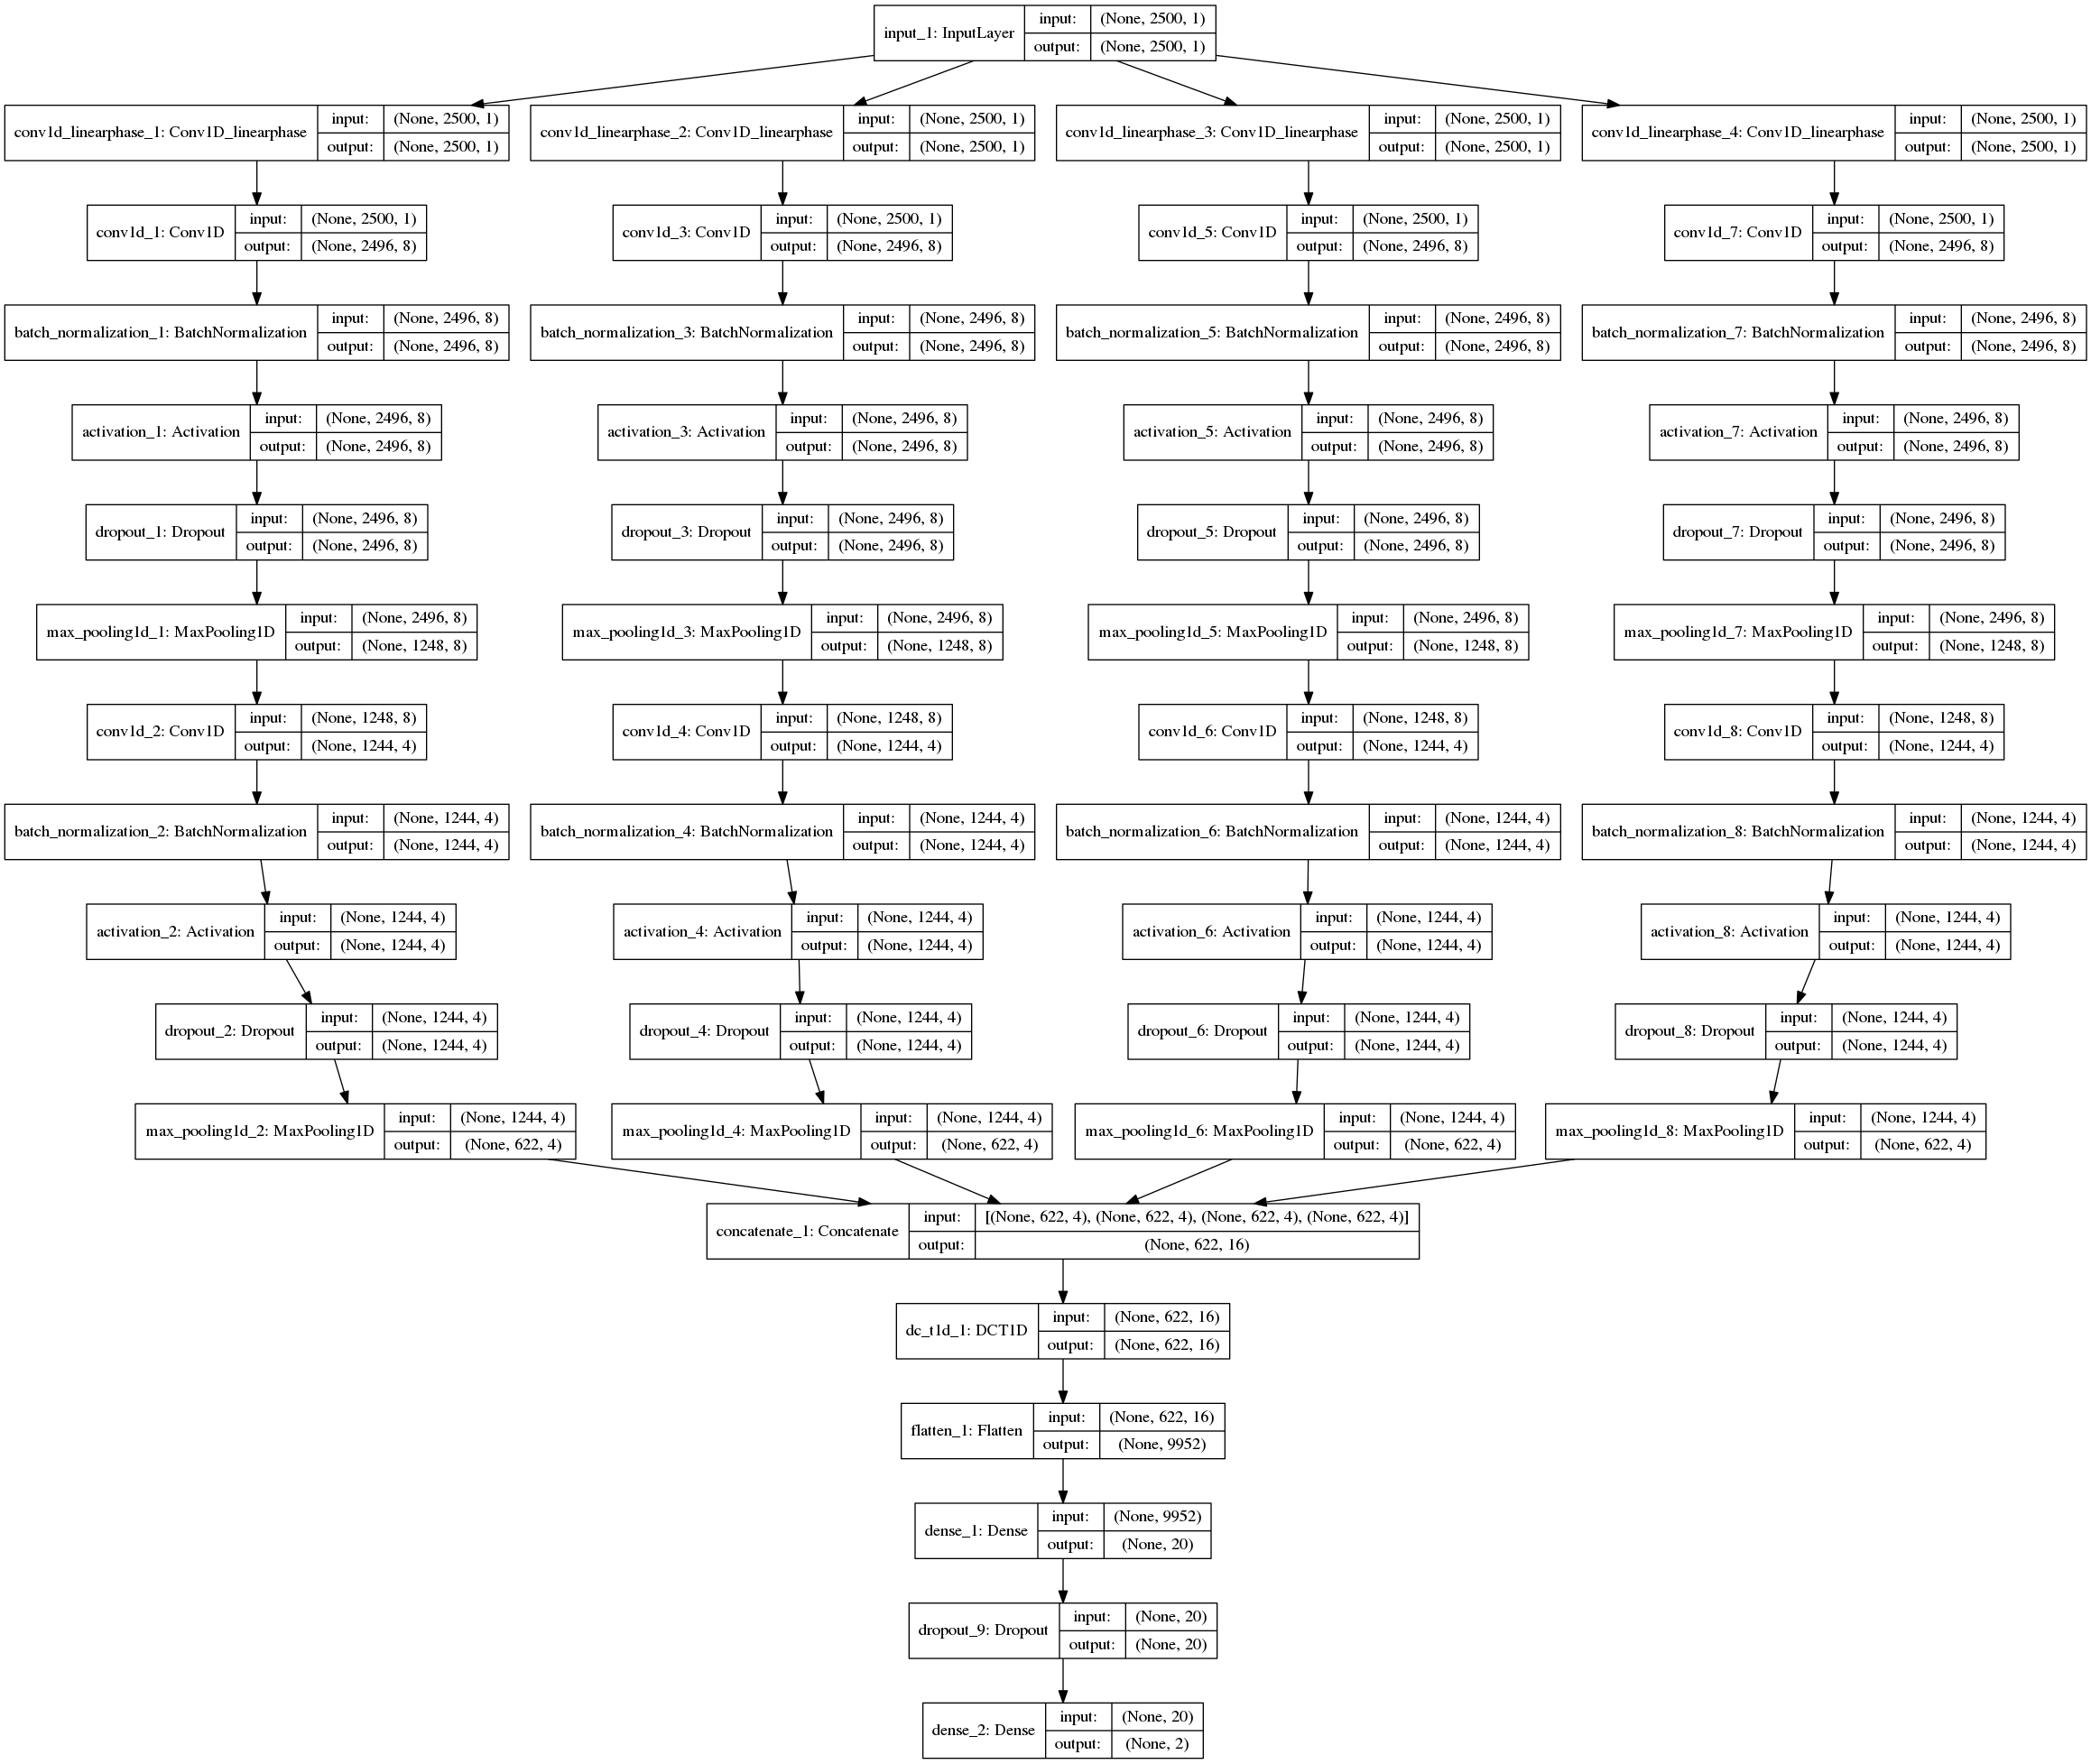 input_1: InputLayer input: (None, 2500, 1)
output: (None, 2500, 1)
conv1d_linearphase_1: Conv1D_linearphase input: (None, 2500, 1)
output: (None, 2500, 1)
conv1d_linearphase_2: Conv1D_linearphase input: (None, 2500, 1)
output: (None, 2500, 1)
conv1d_linearphase_3: Conv1D_linearphase input: (None, 2500, 1)
output: (None, 2500, 1)
conv1d_linearphase_4: Conv1D_linearphase input: (None, 2500, 1)
output: (None, 2500, 1)
conv1d_1: Conv1D input: (None, 2500, 1)
output: (None, 2496, 8)
conv1d_3: Conv1D input: (None, 2500, 1)
output: (None, 2496, 8)
conv1d_5: Conv1D input: (None, 2500, 1)
output: (None, 2496, 8)
conv1d_7: Conv1D input: (None, 2500, 1)
output: (None, 2496, 8)
batch_normalization_1: BatchNormalization input: (None, 2496, 8)
output: (None, 2496, 8)
batch_normalization_3: BatchNormalization input: (None, 2496, 8)
output: (None, 2496, 8)
batch_normalization_5: BatchNormalization input: (None, 2496, 8)
output: (None, 2496, 8)
batch_normalization_7: BatchNormalization input: (None, 2496, 8)
output: (None, 2496, 8)
activation_1: Activation input: (None, 2496, 8)
output: (None, 2496, 8)
activation_3: Activation input: (None, 2496, 8)
output: (None, 2496, 8)
activation_5: Activation input: (None, 2496, 8)
output: (None, 2496, 8)
activation_7: Activation input: (None, 2496, 8)
output: (None, 2496, 8)
dropout_1: Dropout input: (None, 2496, 8)
output: (None, 2496, 8)
dropout_3: Dropout input: (None, 2496, 8)
output: (None, 2496, 8)
dropout_5: Dropout input: (None, 2496, 8)
output: (None, 2496, 8)
dropout_7: Dropout input: (None, 2496, 8)
output: (None, 2496, 8)
max_pooling1d_1: MaxPooling1D input: (None, 2496, 8)
output: (None, 1248, 8)
max_pooling1d_3: MaxPooling1D input: (None, 2496, 8)
output: (None, 1248, 8)
max_pooling1d_5: MaxPooling1D input: (None, 2496, 8)
output: (None, 1248, 8)
max_pooling1d_7: MaxPooling1D input: (None, 2496, 8)
output: (None, 1248, 8)
conv1d_2: Conv1D input: (None, 1248, 8)
output: (None, 1244, 4)
conv1d_4: Conv1D input: (None, 1248, 8)
output: (None, 1244, 4)
conv1d_6: Conv1D input: (None, 1248, 8)
output: (None, 1244, 4)
conv1d_8: Conv1D input: (None, 1248, 8)
output: (None, 1244, 4)
batch_normalization_2: BatchNormalization input: (None, 1244, 4)
output: (None, 1244, 4)
batch_normalization_4: BatchNormalization input: (None, 1244, 4)
output: (None, 1244, 4)
batch_normalization_6: BatchNormalization input: (None, 1244, 4)
output: (None, 1244, 4)
batch_normalization_8: BatchNormalization input: (None, 1244, 4)
output: (None, 1244, 4)
activation_2: Activation input: (None, 1244, 4)
output: (None, 1244, 4)
activation_4: Activation input: (None, 1244, 4)
output: (None, 1244, 4)
activation_6: Activation input: (None, 1244, 4)
output: (None, 1244, 4)
activation_8: Activation input: (None, 1244, 4)
output: (None, 1244, 4)
dropout_2: Dropout input: (None, 1244, 4)
output: (None, 1244, 4)
dropout_4: Dropout input: (None, 1244, 4)
output: (None, 1244, 4)
dropout_6: Dropout input: (None, 1244, 4)
output: (None, 1244, 4)
dropout_8: Dropout input: (None, 1244, 4)
output: (None, 1244, 4)
max_pooling1d_2: MaxPooling1D input: (None, 1244, 4)
output: (None, 622, 4)
max_pooling1d_4: MaxPooling1D input: (None, 1244, 4)
output: (None, 622, 4)
max_pooling1d_6: MaxPooling1D input: (None, 1244, 4)
output: (None, 622, 4)
max_pooling1d_8: MaxPooling1D input: (None, 1244, 4)
output: (None, 622, 4)
concatenate_1: Concatenate input: [(None, 622, 4), (None, 622, 4), (None, 622, 4), (None, 622, 4)]
output: (None, 622, 16)
dc_t1d_1: DCT1D input: (None, 622, 16)
output: (None, 622, 16)
flatten_1: Flatten input: (None, 622, 16)
output: (None, 9952)
dense_1: Dense input: (None, 9952)
output: (None, 20)
dropout_9: Dropout input: (None, 20)
output: (None, 20)
dense_2: Dense input: (None, 20)
output: (None, 2)